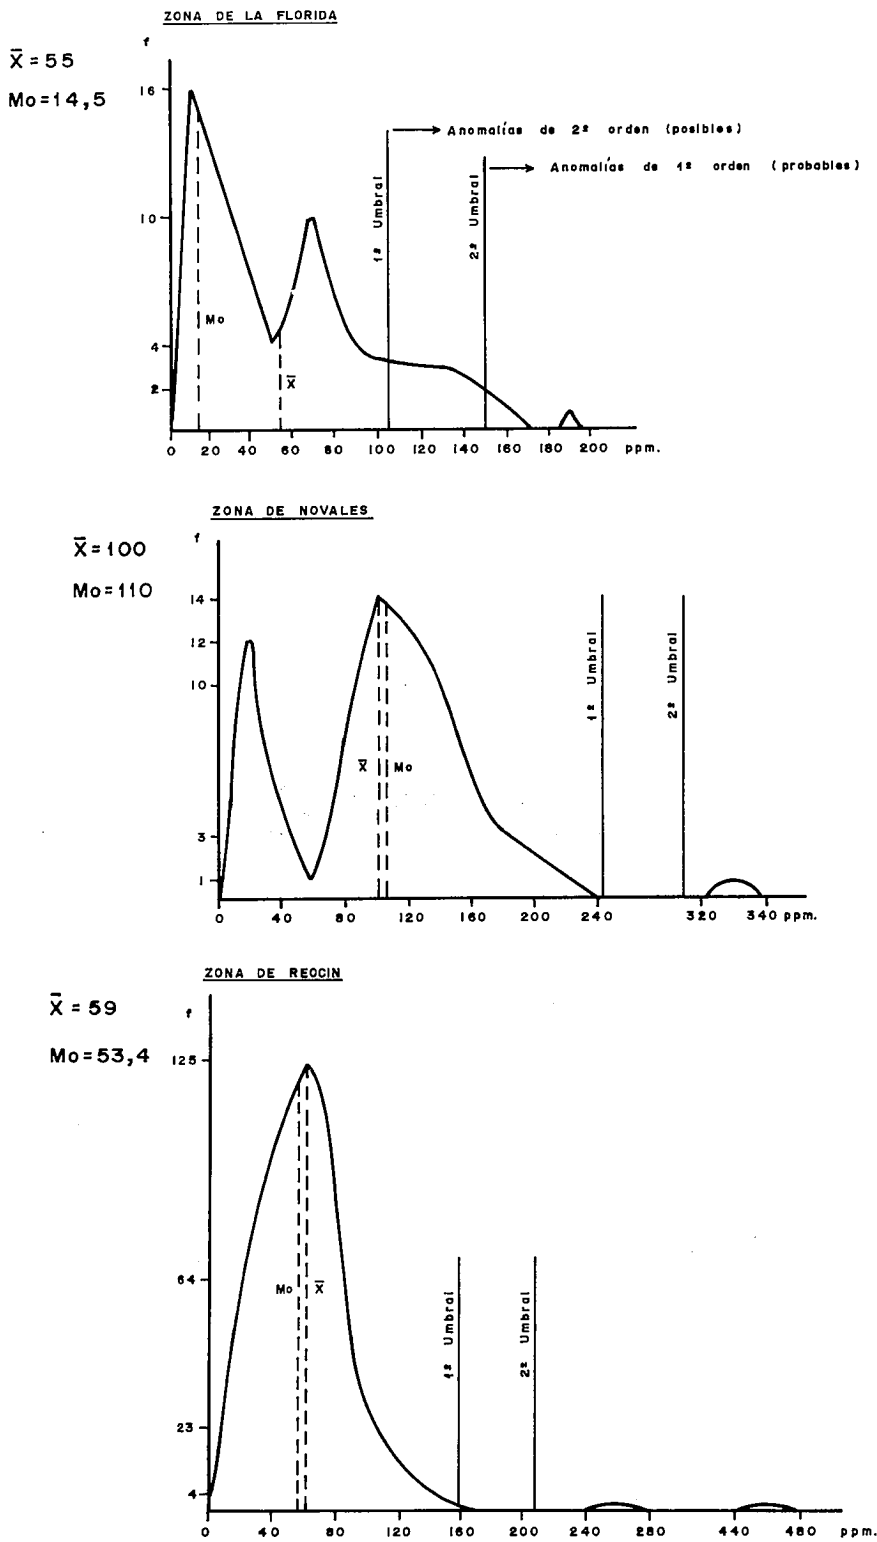 ZONA DE LA FLORIDA
X̄ = 55
Mo=14,5
f
16
10
4
2
Mo
X̄
1ª Umbral
2ª Umbral
Anomalías de 2ª orden (posibles)
Anomalías de 1ª orden (probables)
0 20 40 60 80 100 120 140 160 180 200 ppm.
ZONA DE NOVALES
X̄ = 100
Mo=110
f
14
12
10
3
1
X̄ Mo
1ª Umbral
2ª Umbral
0 40 80 120 160 200 240 320 340 ppm.
ZONA DE REOCIN
X̄ = 59
Mo=53,4
f
125
64
23
4
Mo X̄
1ª Umbral
2ª Umbral
0 40 80 120 160 200 240 280 440 480 ppm.